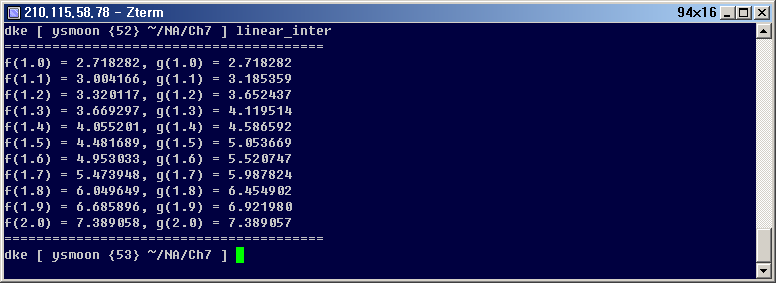 210.115.58.78 - Zterm 94×16
dke [ ysmoon {52} ~/NA/Ch7 ] linear_inter
========================================
f(1.0) = 2.718282, g(1.0) = 2.718282
f(1.1) = 3.004166, g(1.1) = 3.185359
f(1.2) = 3.320117, g(1.2) = 3.652437
f(1.3) = 3.669297, g(1.3) = 4.119514
f(1.4) = 4.055201, g(1.4) = 4.586592
f(1.5) = 4.481689, g(1.5) = 5.053669
f(1.6) = 4.953033, g(1.6) = 5.520747
f(1.7) = 5.473948, g(1.7) = 5.987824
f(1.8) = 6.049649, g(1.8) = 6.454902
f(1.9) = 6.685896, g(1.9) = 6.921980
f(2.0) = 7.389058, g(2.0) = 7.389057
========================================
dke [ ysmoon {53} ~/NA/Ch7 ]